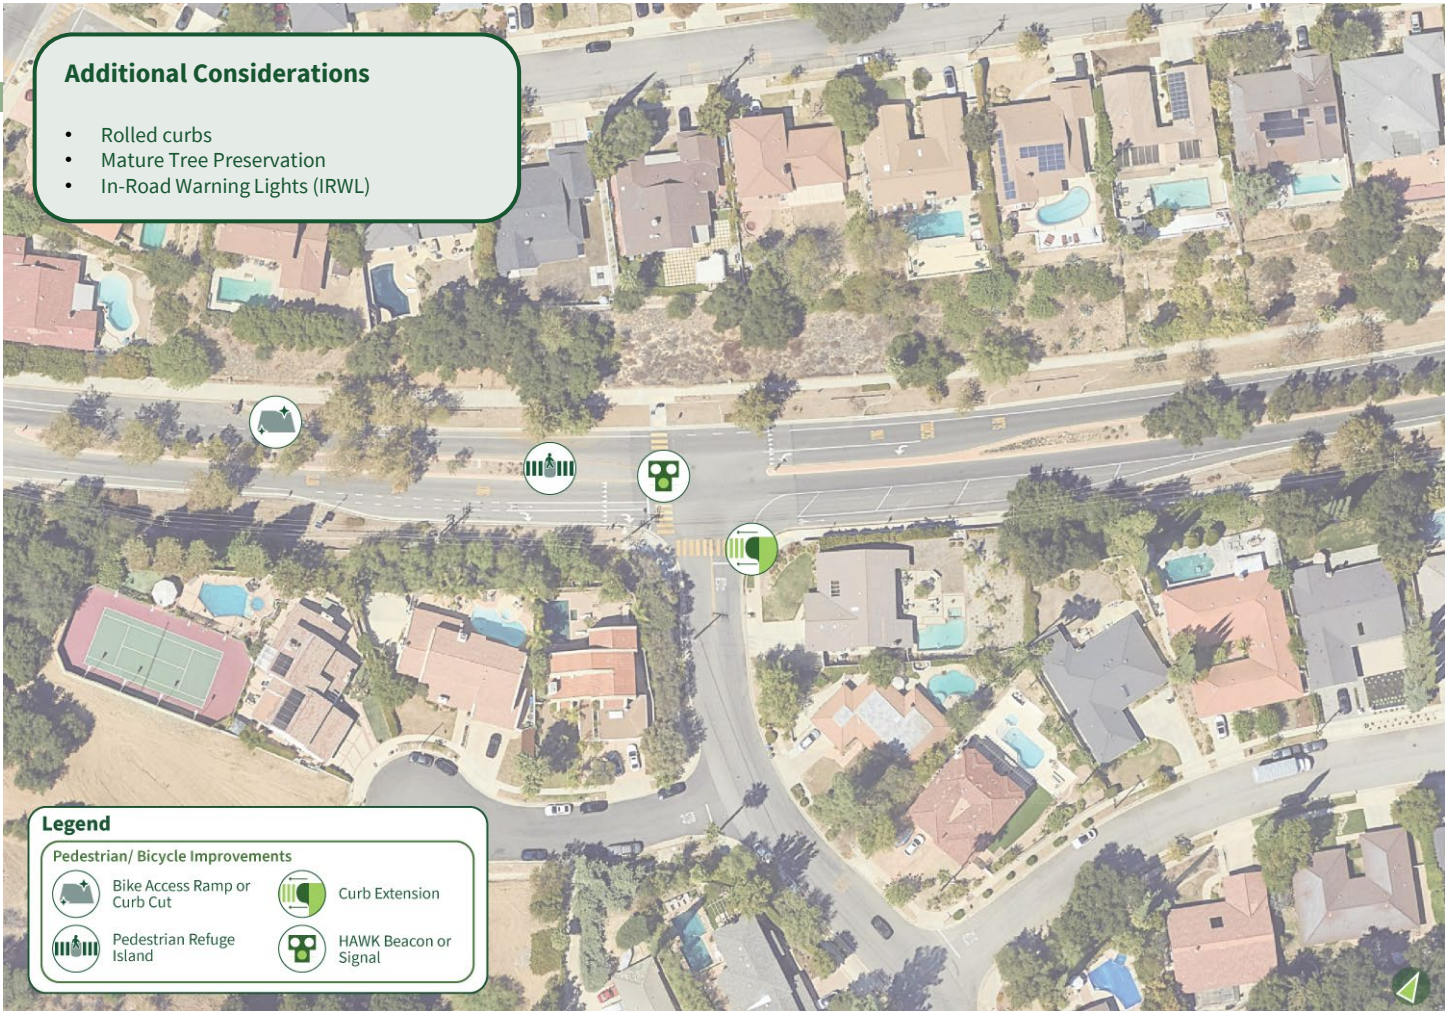 Additional Considerations
• Rolled curbs
• Mature Tree Preservation
• In-Road Warning Lights (IRWL)
Legend
Pedestrian/ Bicycle Improvements
Bike Access Ramp or
Curb Cut
Curb Extension
Pedestrian Refuge
Island
HAWK Beacon or
Signal